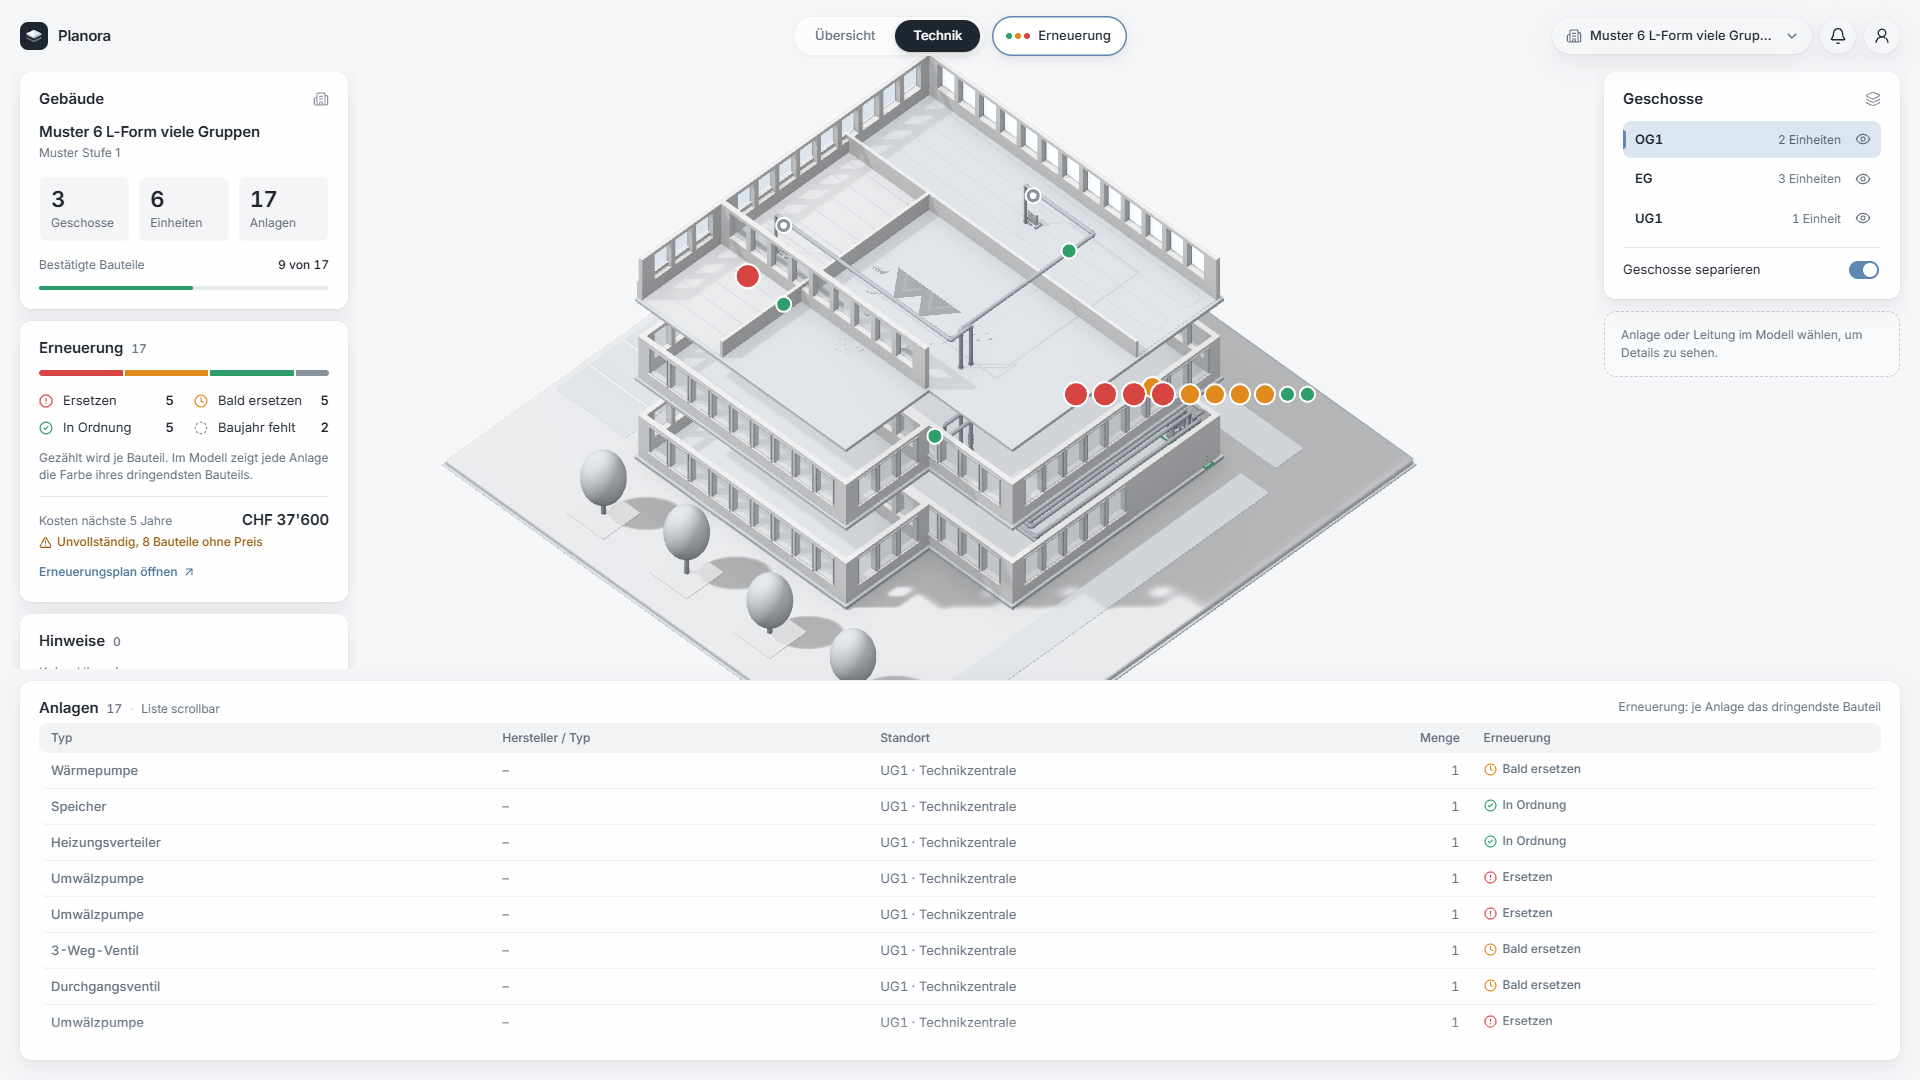 Planora
Übersicht
Technik
Erneuerung
Muster 6 L-Form viele Grup...
Gebäude
Muster 6 L-Form viele Gruppen
Muster Stufe 1
3
Geschosse
6
Einheiten
17
Anlagen
Bestätigte Bauteile
9 von 17
Erneuerung 17
Ersetzen 5
Bald ersetzen 5
In Ordnung 5
Baujahr fehlt 2
Gezählt wird je Bauteil. Im Modell zeigt jede Anlage
die Farbe ihres dringendsten Bauteils.
Kosten nächste 5 Jahre
CHF 37'600
Unvollständig, 8 Bauteile ohne Preis
Erneuerungsplan öffnen
Hinweise 0
Geschosse
OG1 2 Einheiten
EG 3 Einheiten
UG1 1 Einheit
Geschosse separieren
Anlage oder Leitung im Modell wählen, um
Details zu sehen.
Anlagen 17 · Liste scrollbar
Erneuerung: je Anlage das dringendste Bauteil
Typ Hersteller / Typ Standort Menge Erneuerung
Wärmepumpe – UG1 · Technikzentrale 1 Bald ersetzen
Speicher – UG1 · Technikzentrale 1 In Ordnung
Heizungsverteiler – UG1 · Technikzentrale 1 In Ordnung
Umwälzpumpe – UG1 · Technikzentrale 1 Ersetzen
Umwälzpumpe – UG1 · Technikzentrale 1 Ersetzen
3-Weg-Ventil – UG1 · Technikzentrale 1 Bald ersetzen
Durchgangsventil – UG1 · Technikzentrale 1 Bald ersetzen
Umwälzpumpe – UG1 · Technikzentrale 1 Ersetzen